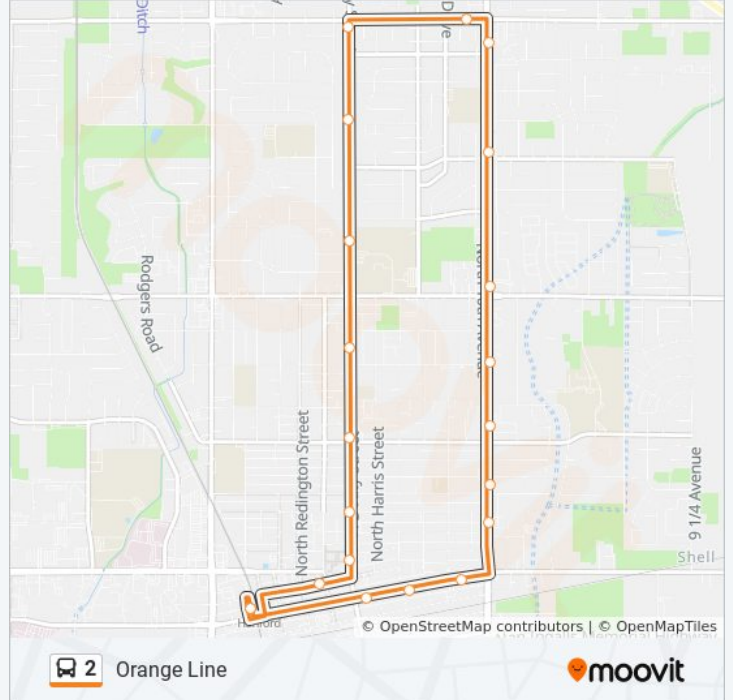 Ditch
Rodgers Road
North Redington Street
North Harris Street
9 1/4 Avenue
Shell
Hanford
© OpenStreetMap contributors | © OpenMapTiles
2 Orange Line
moovit